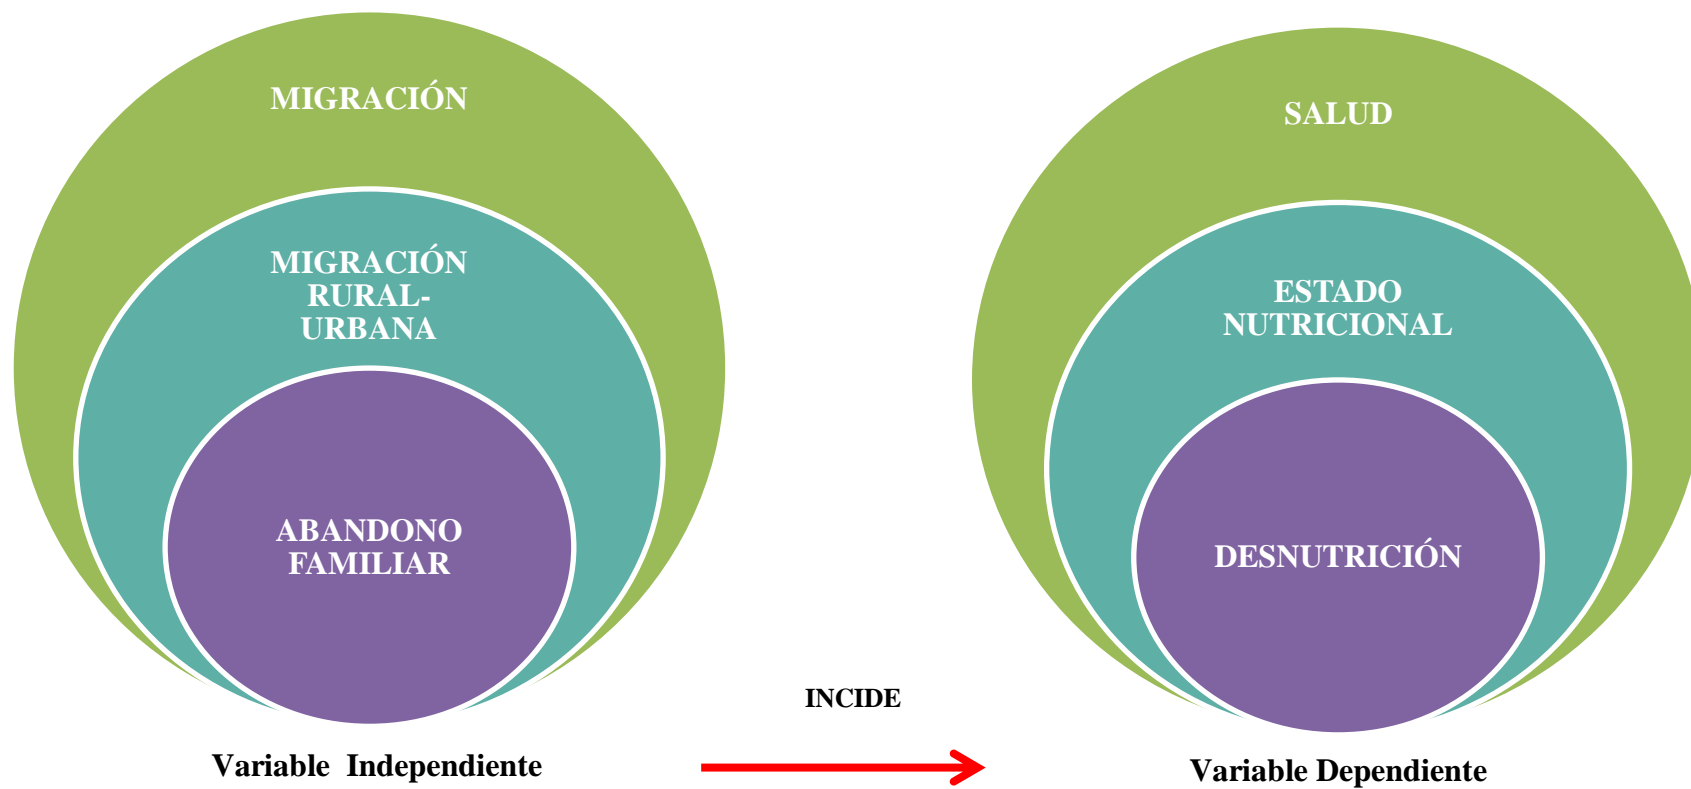 MIGRACIÓN
MIGRACIÓN
RURAL-
URBANA
ABANDONO
FAMILIAR
Variable Independiente
INCIDE
SALUD
ESTADO
NUTRICIONAL
DESNUTRICIÓN
Variable Dependiente